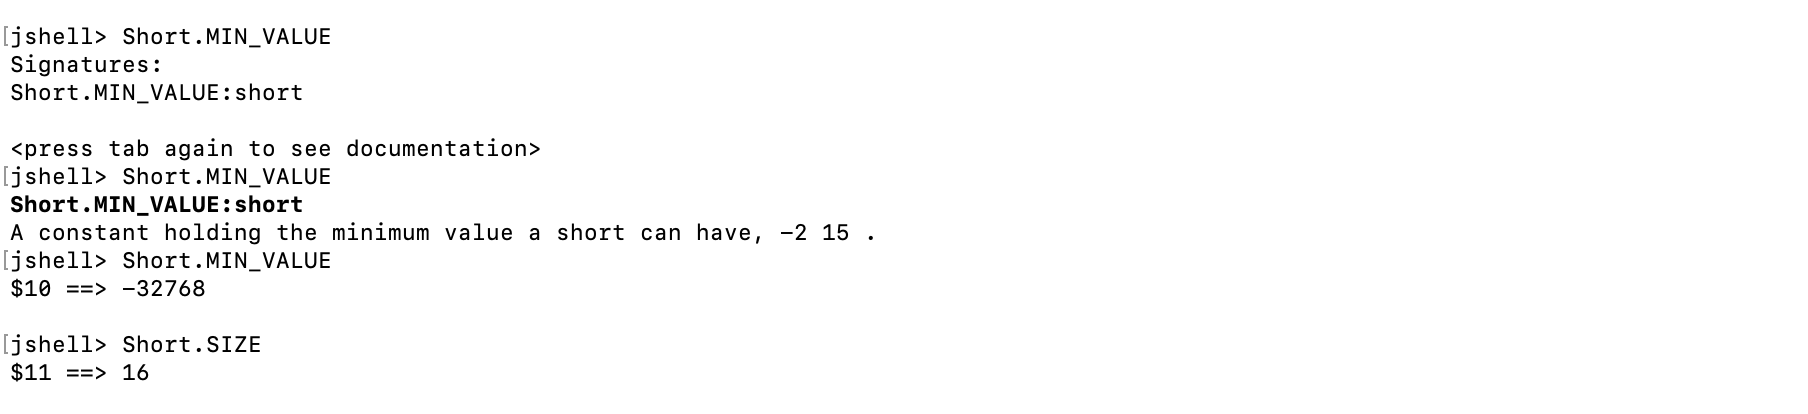 [jshell> Short.MIN_VALUE
Signatures:
Short.MIN_VALUE:short
<press tab again to see documentation>
[jshell> Short.MIN_VALUE
Short.MIN_VALUE:short
A constant holding the minimum value a short can have, -2 15 .
[jshell> Short.MIN_VALUE
$10 ==> -32768
[jshell> Short.SIZE
$11 ==> 16